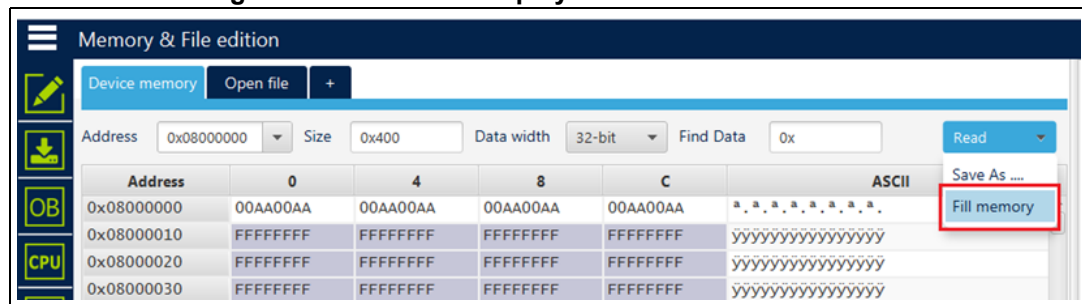 Memory & File edition
Device memory Open file +
Address 0x08000000 Size 0x400 Data width 32-bit Find Data 0x Read
Save As ....
Fill memory
Address 0 4 8 C ASCII
0x08000000 00AA00AA 00AA00AA 00AA00AA 00AA00AA ª.ª.ª.ª.ª.ª.ª.ª.
OB 0x08000010 FFFFFFFF FFFFFFFF FFFFFFFF FFFFFFFF ÿÿÿÿÿÿÿÿÿÿÿÿÿÿÿÿ
0x08000020 FFFFFFFF FFFFFFFF FFFFFFFF FFFFFFFF ÿÿÿÿÿÿÿÿÿÿÿÿÿÿÿÿ
CPU 0x08000030 FFFFFFFF FFFFFFFF FFFFFFFF FFFFFFFF ÿÿÿÿÿÿÿÿÿÿÿÿÿÿÿÿ